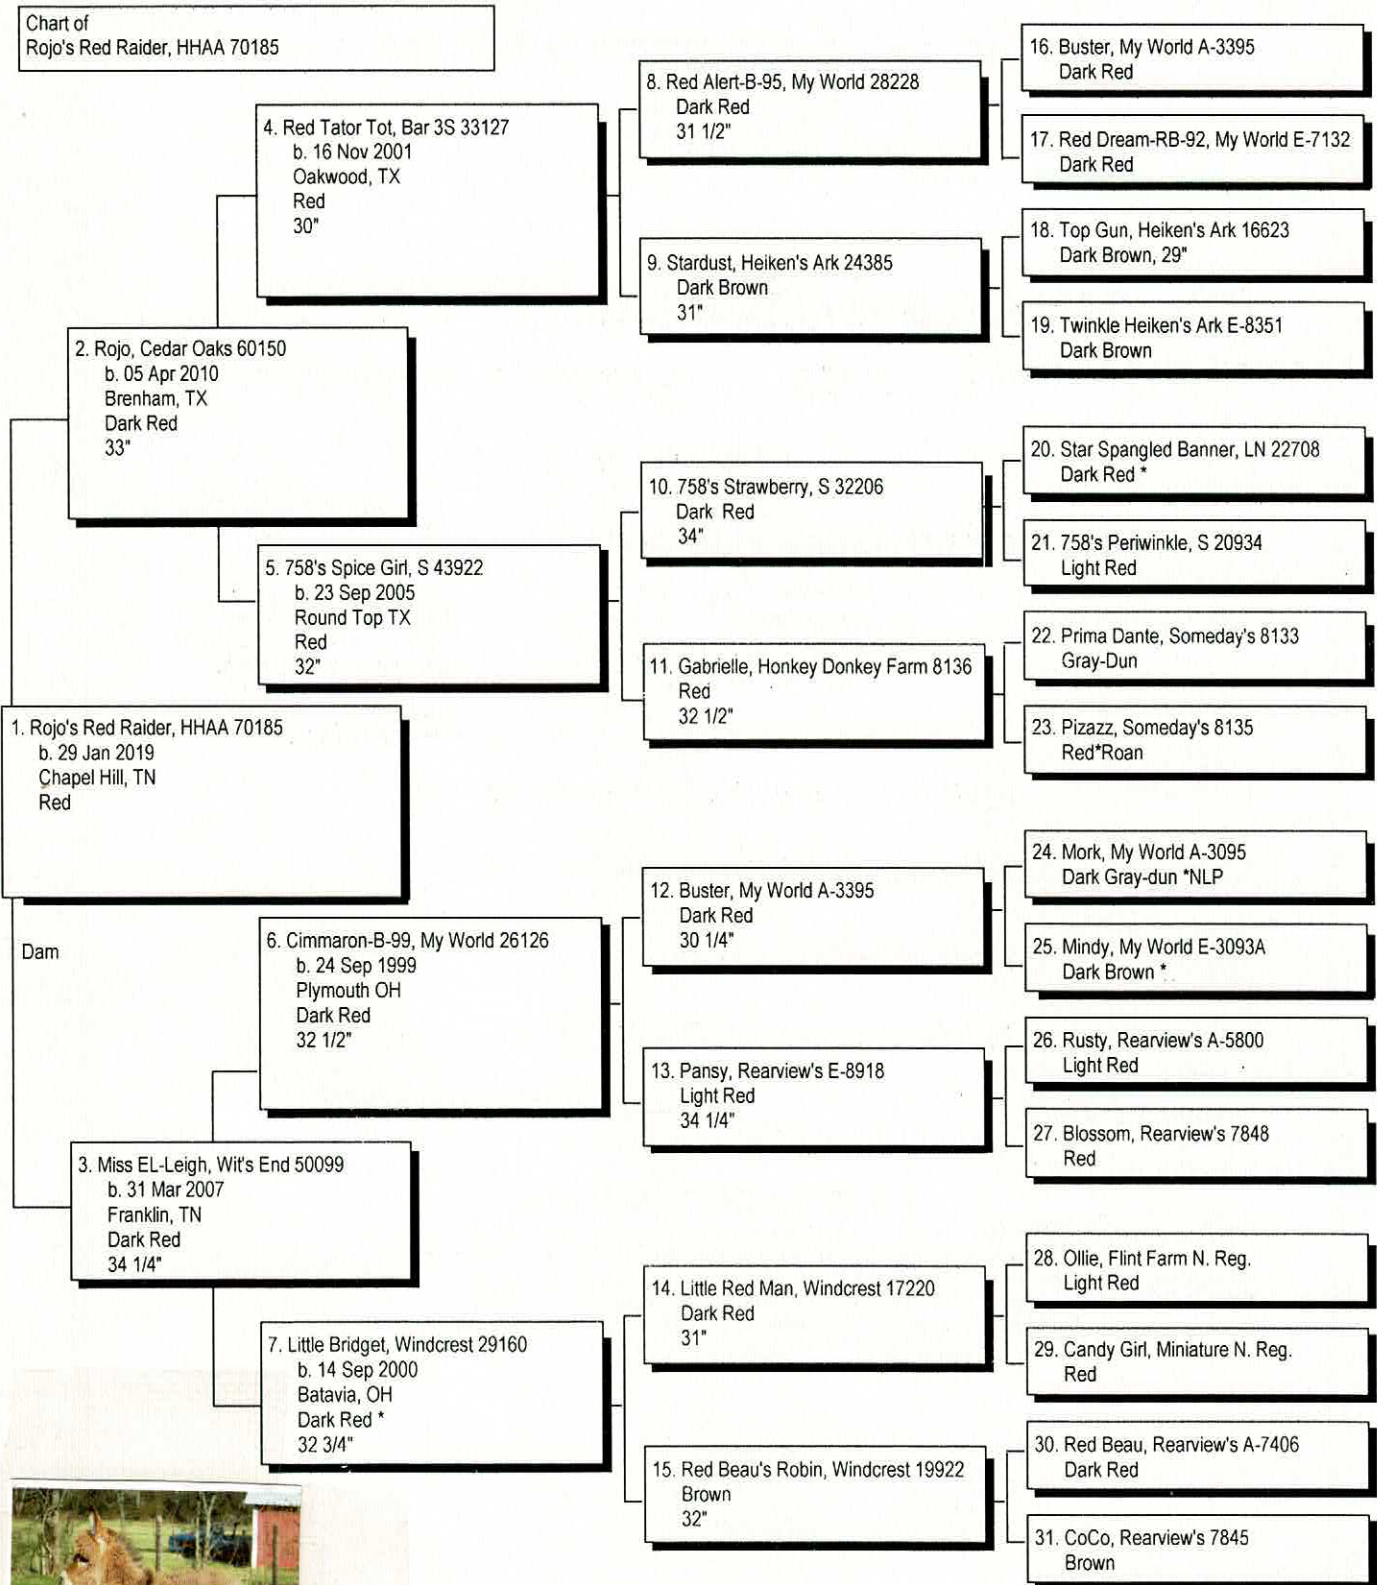 Chart of
Rojo's Red Raider, HHAA 70185
1. Rojo's Red Raider, HHAA 70185
b. 29 Jan 2019
Chapel Hill, TN
Red
Dam
2. Rojo, Cedar Oaks 60150
b. 05 Apr 2010
Brenham, TX
Dark Red
33"
3. Miss EL-Leigh, Wit's End 50099
b. 31 Mar 2007
Franklin, TN
Dark Red
34 1/4"
4. Red Tator Tot, Bar 3S 33127
b. 16 Nov 2001
Oakwood, TX
Red
30"
5. 758's Spice Girl, S 43922
b. 23 Sep 2005
Round Top TX
Red
32"
6. Cimmaron-B-99, My World 26126
b. 24 Sep 1999
Plymouth OH
Dark Red
32 1/2"
7. Little Bridget, Windcrest 29160
b. 14 Sep 2000
Batavia, OH
Dark Red *
32 3/4"
8. Red Alert-B-95, My World 28228
Dark Red
31 1/2"
9. Stardust, Heiken's Ark 24385
Dark Brown
31"
10. 758's Strawberry, S 32206
Dark Red
34"
11. Gabrielle, Honkey Donkey Farm 8136
Red
32 1/2"
12. Buster, My World A-3395
Dark Red
30 1/4"
13. Pansy, Rearview's E-8918
Light Red
34 1/4"
14. Little Red Man, Windcrest 17220
Dark Red
31"
15. Red Beau's Robin, Windcrest 19922
Brown
32"
16. Buster, My World A-3395
Dark Red
17. Red Dream-RB-92, My World E-7132
Dark Red
18. Top Gun, Heiken's Ark 16623
Dark Brown, 29"
19. Twinkle Heiken's Ark E-8351
Dark Brown
20. Star Spangled Banner, LN 22708
Dark Red *
21. 758's Periwinkle, S 20934
Light Red
22. Prima Dante, Someday's 8133
Gray-Dun
23. Pizazz, Someday's 8135
Red*Roan
24. Mork, My World A-3095
Dark Gray-dun *NLP
25. Mindy, My World E-3093A
Dark Brown *
26. Rusty, Rearview's A-5800
Light Red
27. Blossom, Rearview's 7848
Red
28. Ollie, Flint Farm N. Reg.
Light Red
29. Candy Girl, Miniature N. Reg.
Red
30. Red Beau, Rearview's A-7406
Dark Red
31. CoCo, Rearview's 7845
Brown